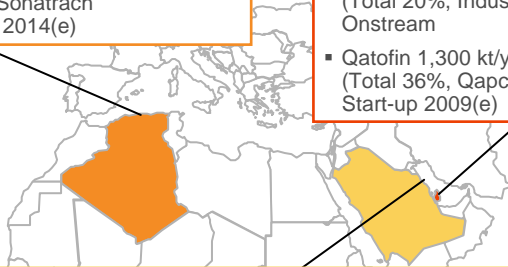 Sonatrach
2014(e)
(Total 20%, Indus
Onstream
▪ Qatofin 1,300 kt/y
(Total 36%, Qapc
Start-up 2009(e)